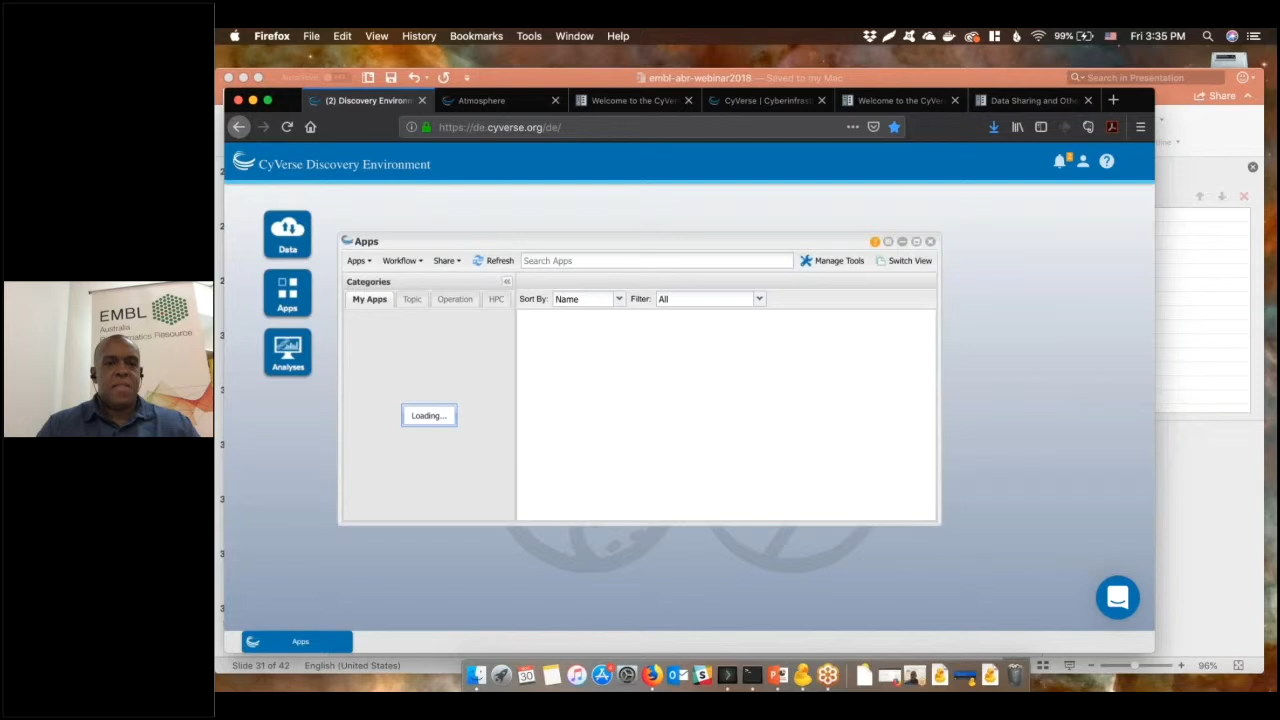 Firefox File Edit View History Bookmarks Tools Window Help 99% Fri 3:35 PM
embl-abr-webinar2018 — Saved to my Mac Search in Presentation
Share
(2) Discovery Environm Atmosphere Welcome to the CyVer CyVerse | Cyberinfras Welcome to the CyVer Data Sharing and Oth
https://de.cyverse.org/de/
CyVerse Discovery Environment
Data
Apps
Analyses
Apps
Apps Workflow Share Refresh Search Apps Manage Tools Switch View
Categories
My Apps Topic Operation HPC Sort By: Name Filter: All
Loading...
EMBL
Australia
Apps
Slide 31 of 42 English (United States) 96%
30